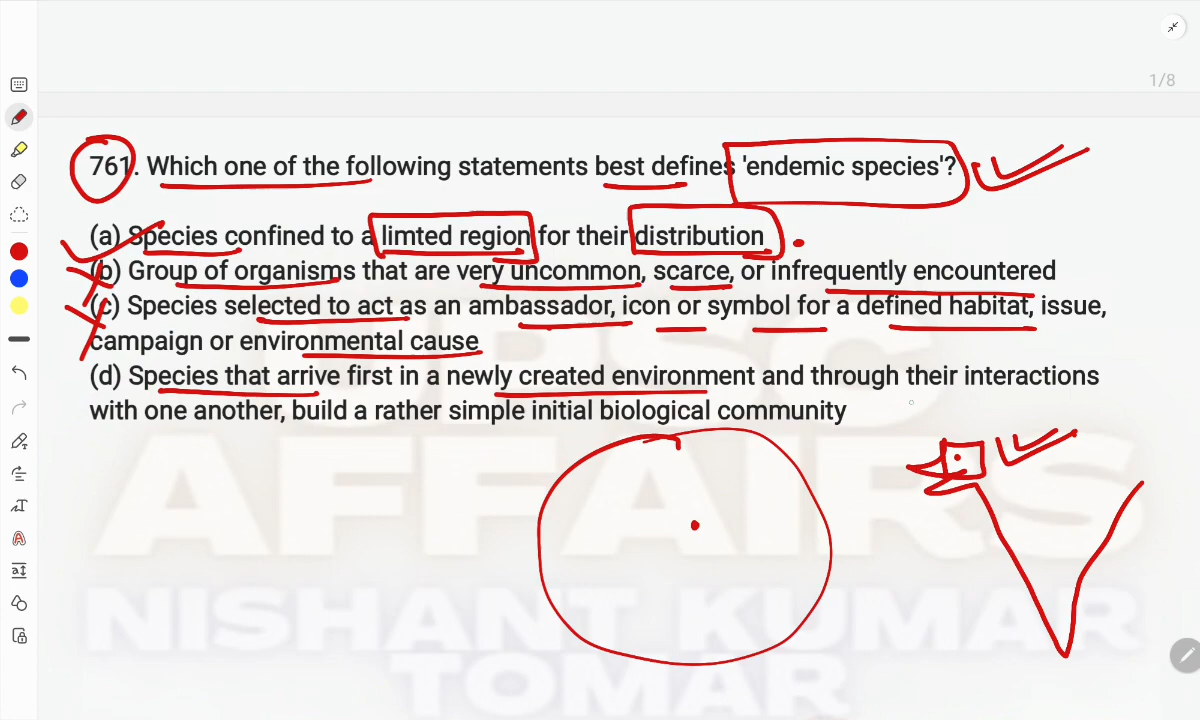 1/8
761. Which one of the following statements best defines 'endemic species'?
(a) Species confined to a limted region for their distribution
(b) Group of organisms that are very uncommon, scarce, or infrequently encountered
(c) Species selected to act as an ambassador, icon or symbol for a defined habitat, issue,
campaign or environmental cause
(d) Species that arrive first in a newly created environment and through their interactions
with one another, build a rather simple initial biological community
UPSC
AFFAIRS
NISHANT KUMAR
TOMAR